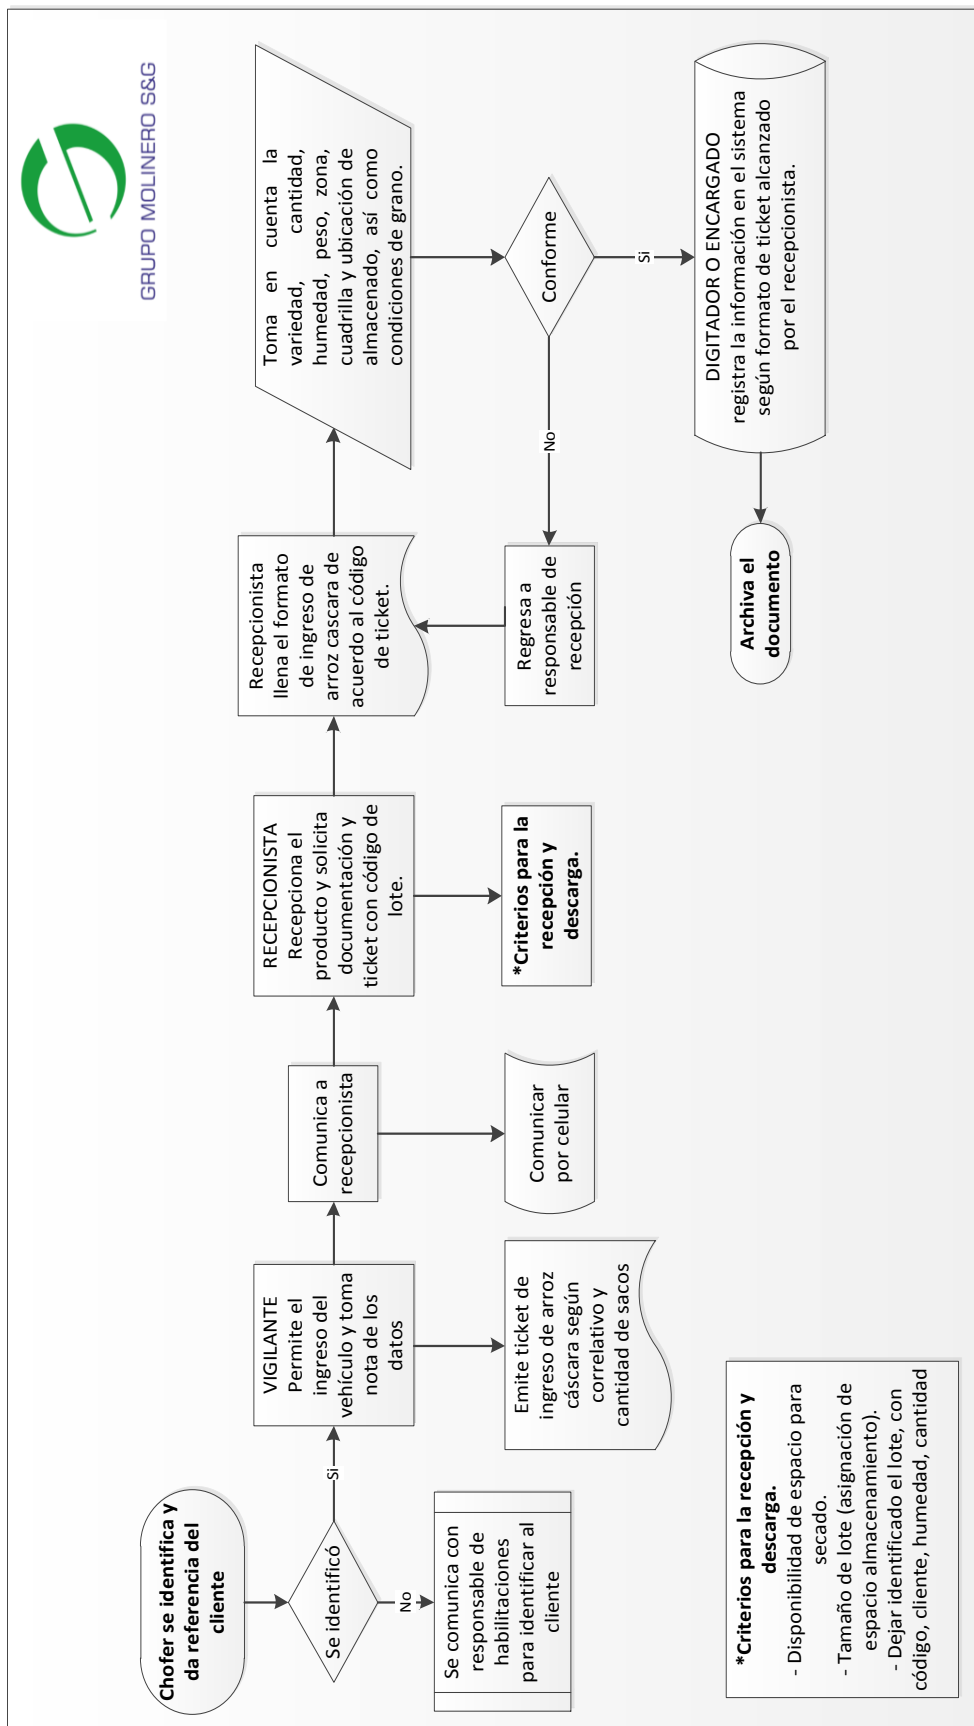 GRUPO MOLINERO S&G
Chofer se identifica y
da referencia del
cliente
Se identificó
Si
No
Se comunica con
responsable de
habilitaciones
para identificar al
cliente
VIGILANTE
Permite el
ingreso del
vehículo y toma
nota de los
datos
Emite ticket de
ingreso de arroz
cáscara según
correlativo y
cantidad de sacos
Comunica a
recepcionista
Comunicar
por celular
RECEPCIONISTA
Recepciona el
producto y solicita
documentación y
ticket con código de
lote.
*Criterios para la
recepción y
descarga.
Recepcionista
llena el formato
de ingreso de
arroz cascara de
acuerdo al código
de ticket.
Toma en cuenta la
variedad, cantidad,
humedad, peso, zona,
cuadrilla y ubicación de
almacenado, así como
condiciones de grano.
Conforme
No
Si
Regresa a
responsable de
recepción
DIGITADOR O ENCARGADO
registra la información en el sistema
según formato de ticket alcanzado
por el recepcionista.
Archiva el
documento
*Criterios para la recepción y
descarga.
- Disponibilidad de espacio para
secado.
- Tamaño de lote (asignación de
espacio almacenamiento).
- Dejar identificado el lote, con
código, cliente, humedad, cantidad